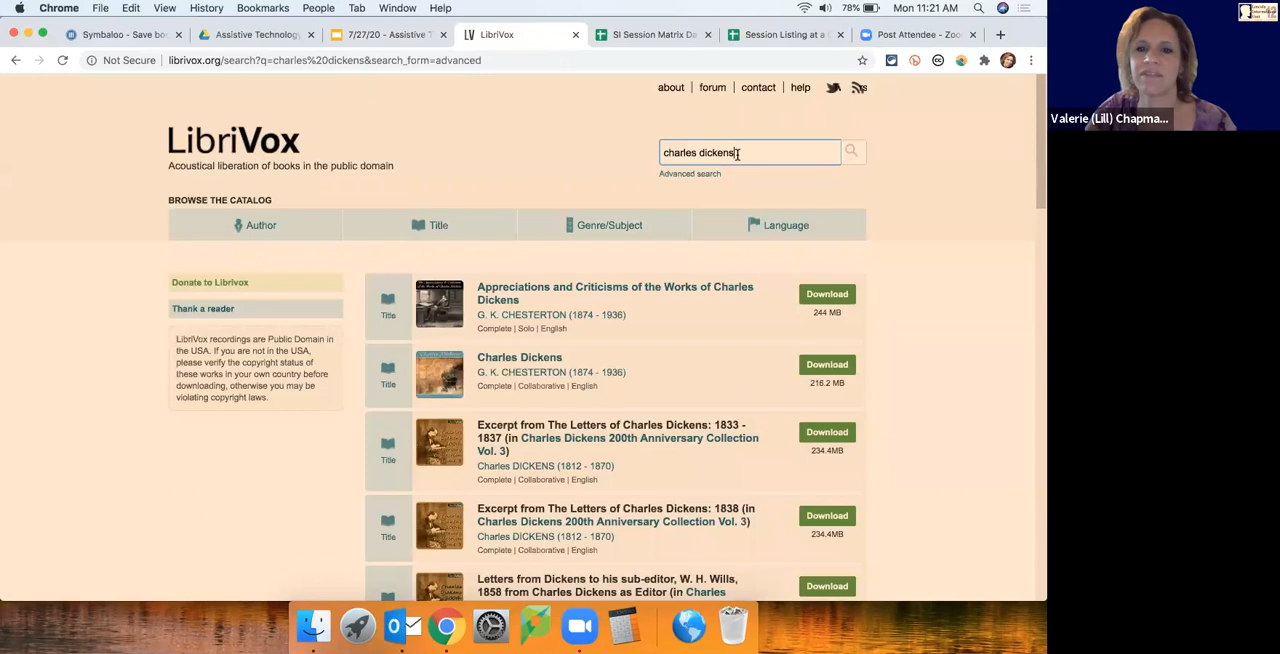 Chrome File Edit View History Bookmarks People Tab Window Help 78% Mon 11:21 AM
Symbaloo - Save bo Assistive Technology 7/27/20 - Assistive T LibriVox SI Session Matrix Da Session Listing at a Post Attendee - Zoo
Not Secure librivox.org/search?q=charles%20dickens&search_form=advanced
about forum contact help
LibriVox
Acoustical liberation of books in the public domain
charles dickens
Advanced search
BROWSE THE CATALOG
Author Title Genre/Subject Language
Donate to Librivox
Thank a reader
LibriVox recordings are Public Domain in
the USA. If you are not in the USA,
please verify the copyright status of
these works in your own country before
downloading, otherwise you may be
violating copyright laws.
Title
Appreciations and Criticisms of the Works of Charles
Dickens
G. K. CHESTERTON (1874 - 1936)
Complete | Solo | English
Download
244 MB
Title
Charles Dickens
G. K. CHESTERTON (1874 - 1936)
Complete | Collaborative | English
Download
216.2 MB
Title
Excerpt from The Letters of Charles Dickens: 1833 -
1837 (in Charles Dickens 200th Anniversary Collection
Vol. 3)
Charles DICKENS (1812 - 1870)
Complete | Collaborative | English
Download
234.4MB
Title
Excerpt from The Letters of Charles Dickens: 1838 (in
Charles Dickens 200th Anniversary Collection Vol. 3)
Charles DICKENS (1812 - 1870)
Complete | Collaborative | English
Download
234.4MB
Title
Letters from Dickens to his sub-editor, W. H. Wills,
1858 from Charles Dickens as Editor (in Charles
Download
Valerie (Lill) Chapma...